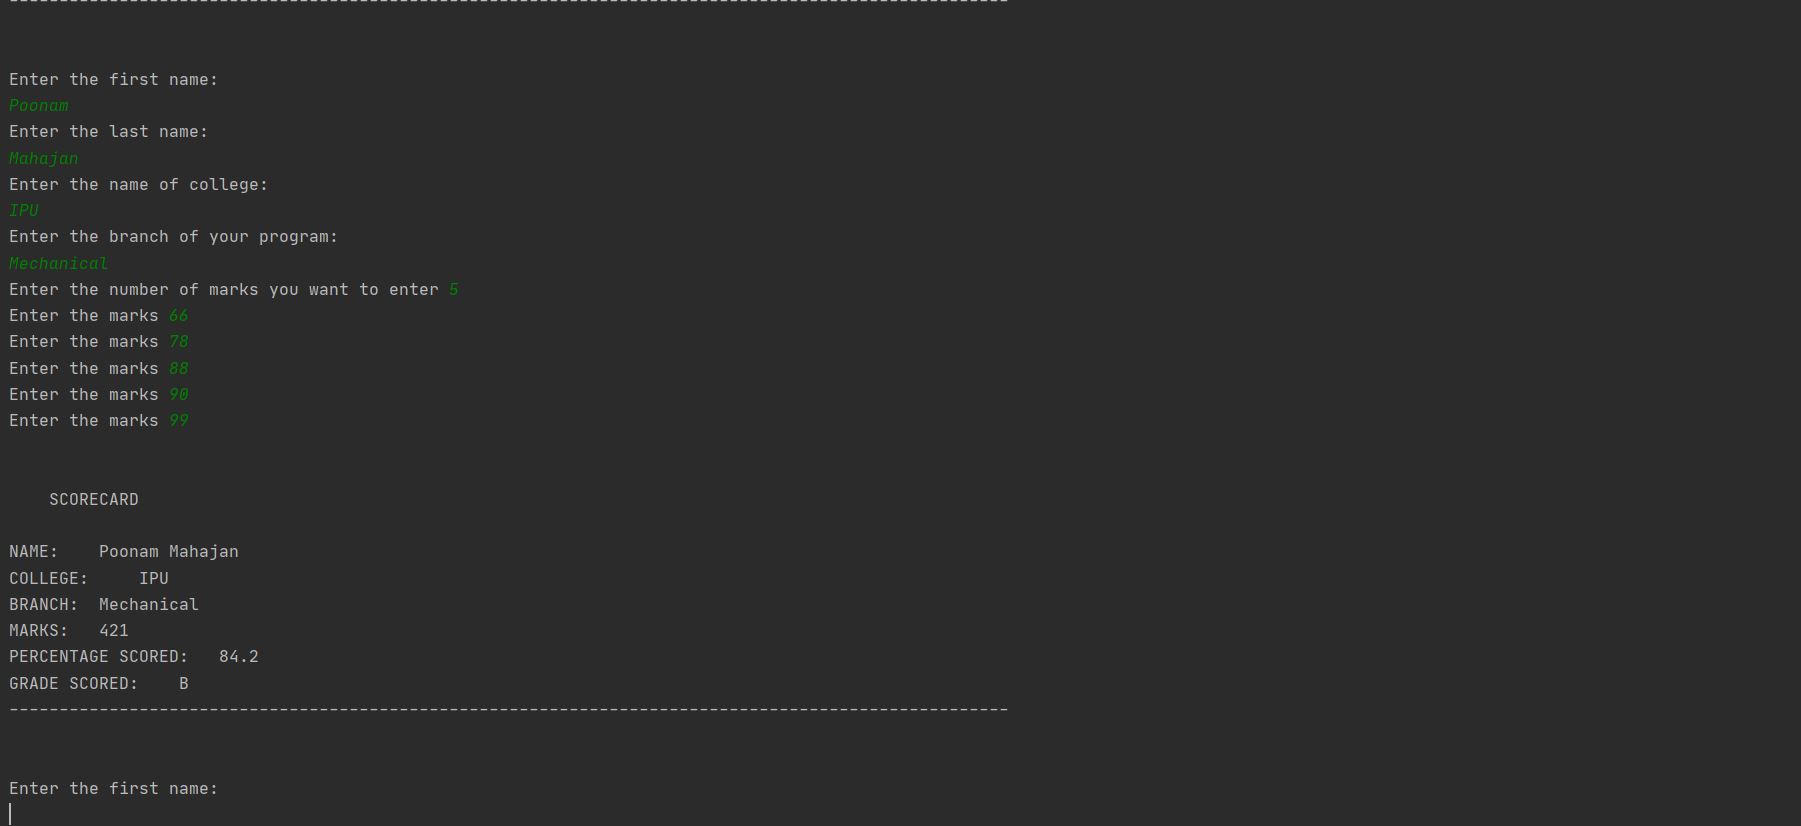 ----------------------------------------------------------------------------------------------------
Enter the first name:
Poonam
Enter the last name:
Mahajan
Enter the name of college:
IPU
Enter the branch of your program:
Mechanical
Enter the number of marks you want to enter 5
Enter the marks 66
Enter the marks 78
Enter the marks 88
Enter the marks 90
Enter the marks 99
SCORECARD
NAME:    Poonam Mahajan
COLLEGE:     IPU
BRANCH:  Mechanical
MARKS:   421
PERCENTAGE SCORED:   84.2
GRADE SCORED:    B
----------------------------------------------------------------------------------------------------
Enter the first name: